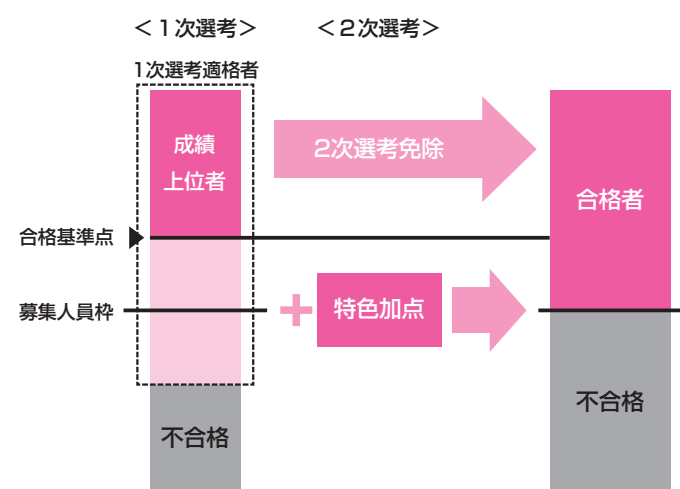 ＜１次選考＞
＜２次選考＞
1次選考適格者
成績
上位者
2次選考免除
合格者
合格基準点
募集人員枠
＋
特色加点
不合格
不合格